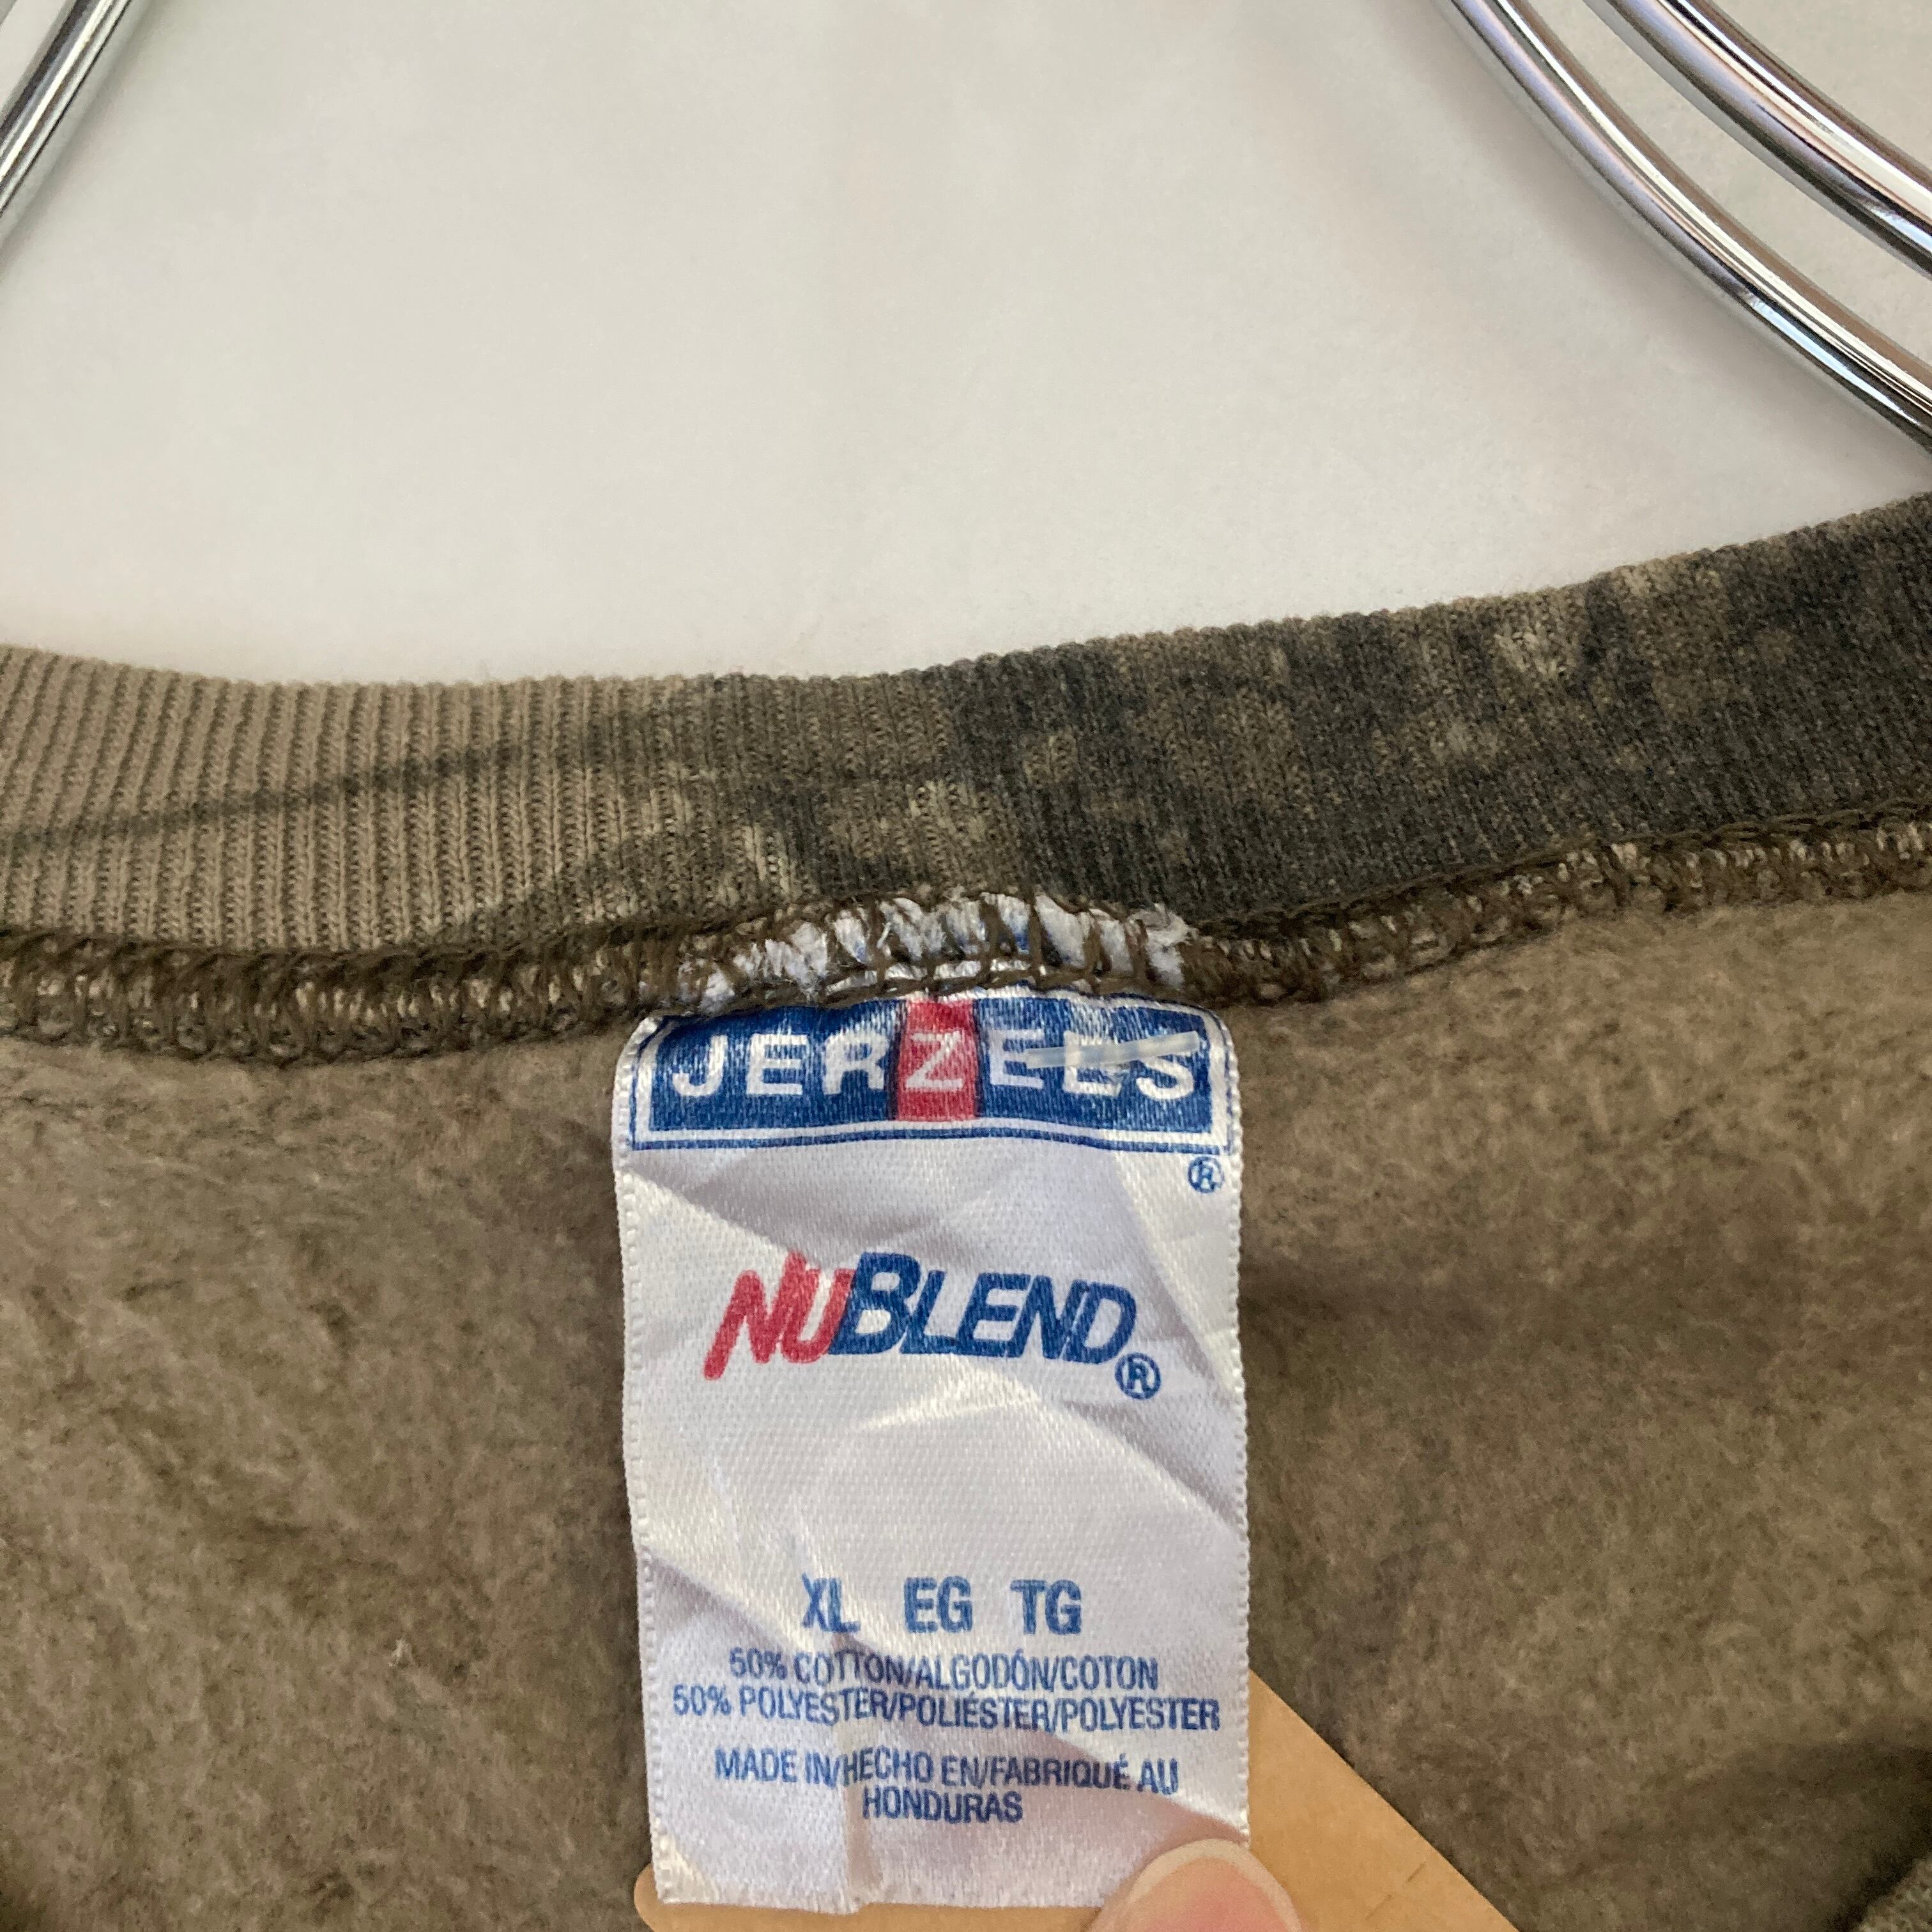 JERZEES
®
NUBLEND®
XL EG TG
50% COTTON/ALGODÓN/COTON
50% POLYESTER/POLIÉSTER/POLYESTER
MADE IN/HECHO EN/FABRIQUÉ AU
HONDURAS